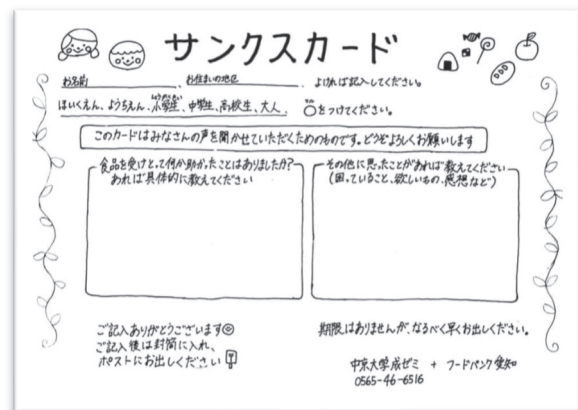 サンクスカード
お名前 、お住まいの地区 、よければ記入してください。
ほいくえん、ようちえん、小学生、中学生、高校生、大人、○をつけてください。
このカードはみなさんの声を聞かせていただくためのものです。どうぞよろしくお願いします
食品を受けとって何か助かったことはありましたか?
あれば具体的に教えてください
その他に思ったことがあれば教えてください
(困っていること、欲しいもの、感想など)
ご記入ありがとうございます☺
ご記入後は封筒に入れ、
ポストにお出しください
期限はありませんが、なるべく早くお出しください。
中京大学成ゼミ + フードバンク愛知
0565-46-6516